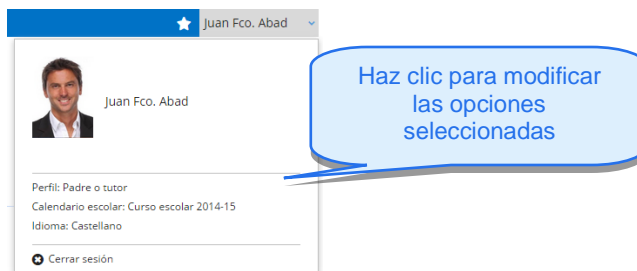 Juan Fco. Abad
Juan Fco. Abad
Haz clic para modificar
las opciones
seleccionadas
Perfil: Padre o tutor
Calendario escolar: Curso escolar 2014-15
Idioma: Castellano
Cerrar sesión